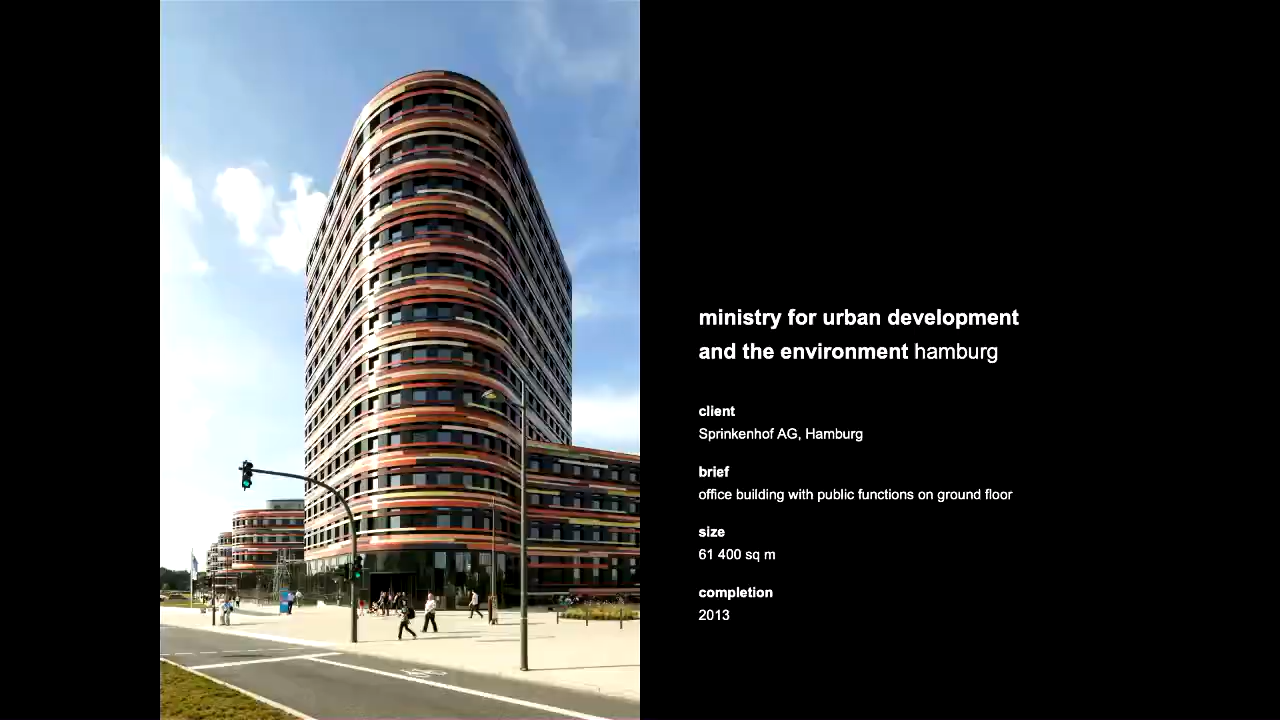 ministry for urban development
and the environment hamburg
client
Sprinkenhof AG, Hamburg
brief
office building with public functions on ground floor
size
61 400 sq m
completion
2013